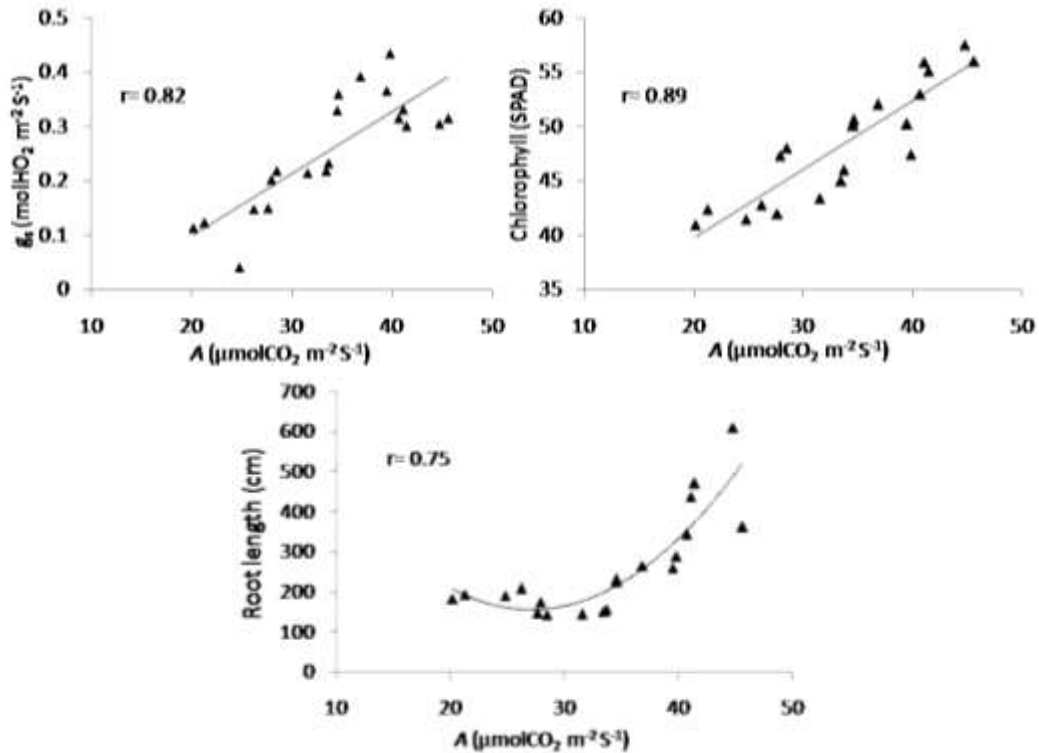 0.5
0.4
0.3
0.2
0.1
0
gs (molHO2 m-2 S-1)
r= 0.82
10 20 30 40 50
A (µmolCO2 m-2 S-1)
60
55
50
45
40
35
Chlorophyll (SPAD)
r= 0.89
10 20 30 40 50
A (µmolCO2 m-2 S-1)
700
600
500
400
300
200
100
0
Root length (cm)
r= 0.75
10 20 30 40 50
A (µmolCO2 m-2 S-1)